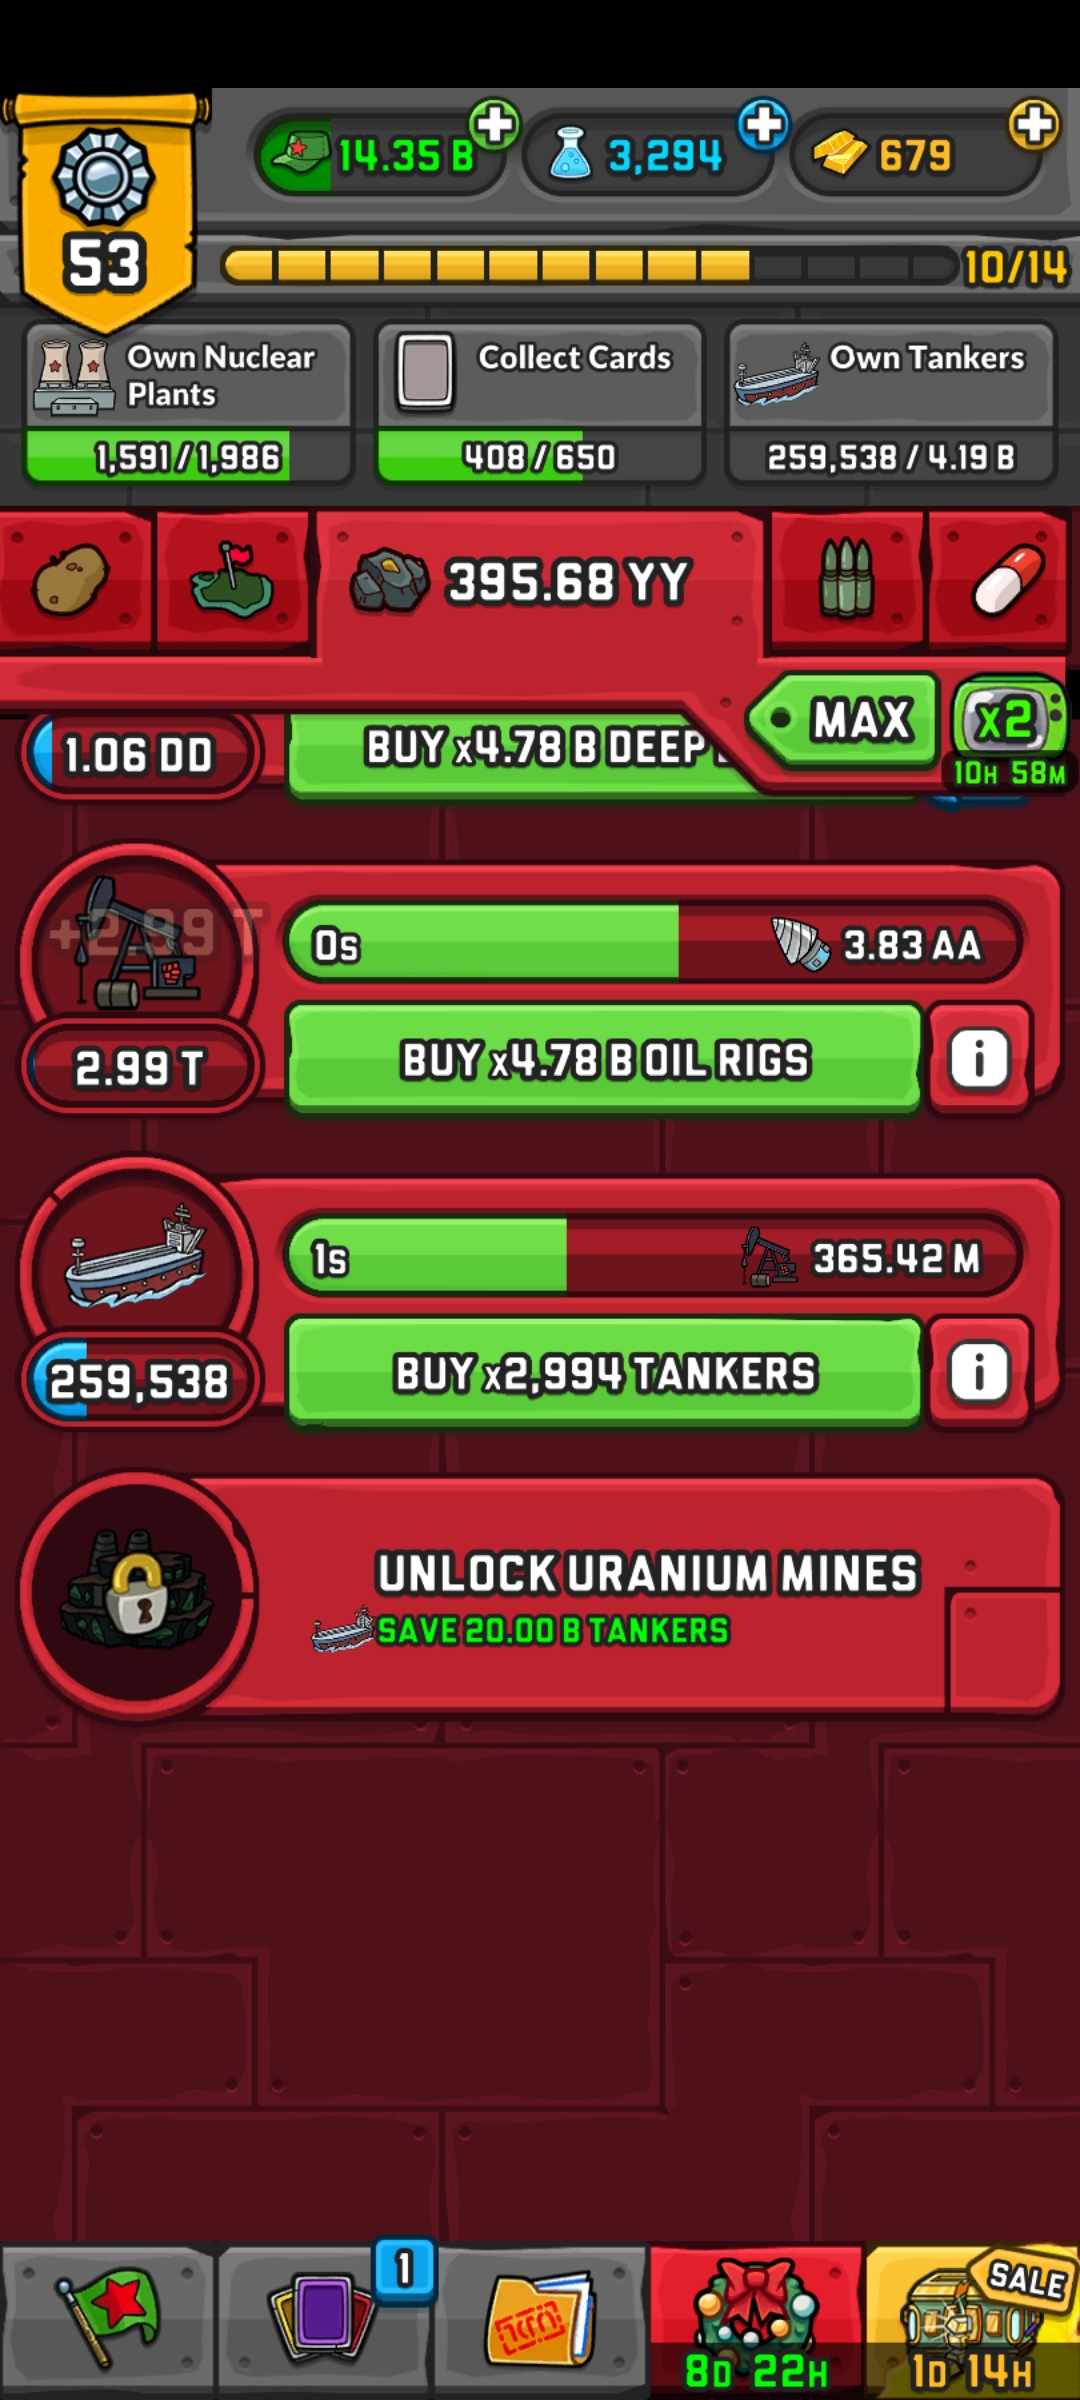 14.35 B
3,294
679
53
10/14
Own Nuclear
Plants
Collect Cards
Own Tankers
1,591 / 1,986
408 / 650
259,538 / 4.19 B
395.68 YY
MAX
x2
10H 58M
1.06 DD
BUY x4.78 B DEEP
+2.99 T
0s
3.83 AA
2.99 T
BUY x4.78 B OIL RIGS
i
1s
365.42 M
259,538
BUY x2,994 TANKERS
i
UNLOCK URANIUM MINES
SAVE 20.00 B TANKERS
1
SALE
8D 22H
1D 14H